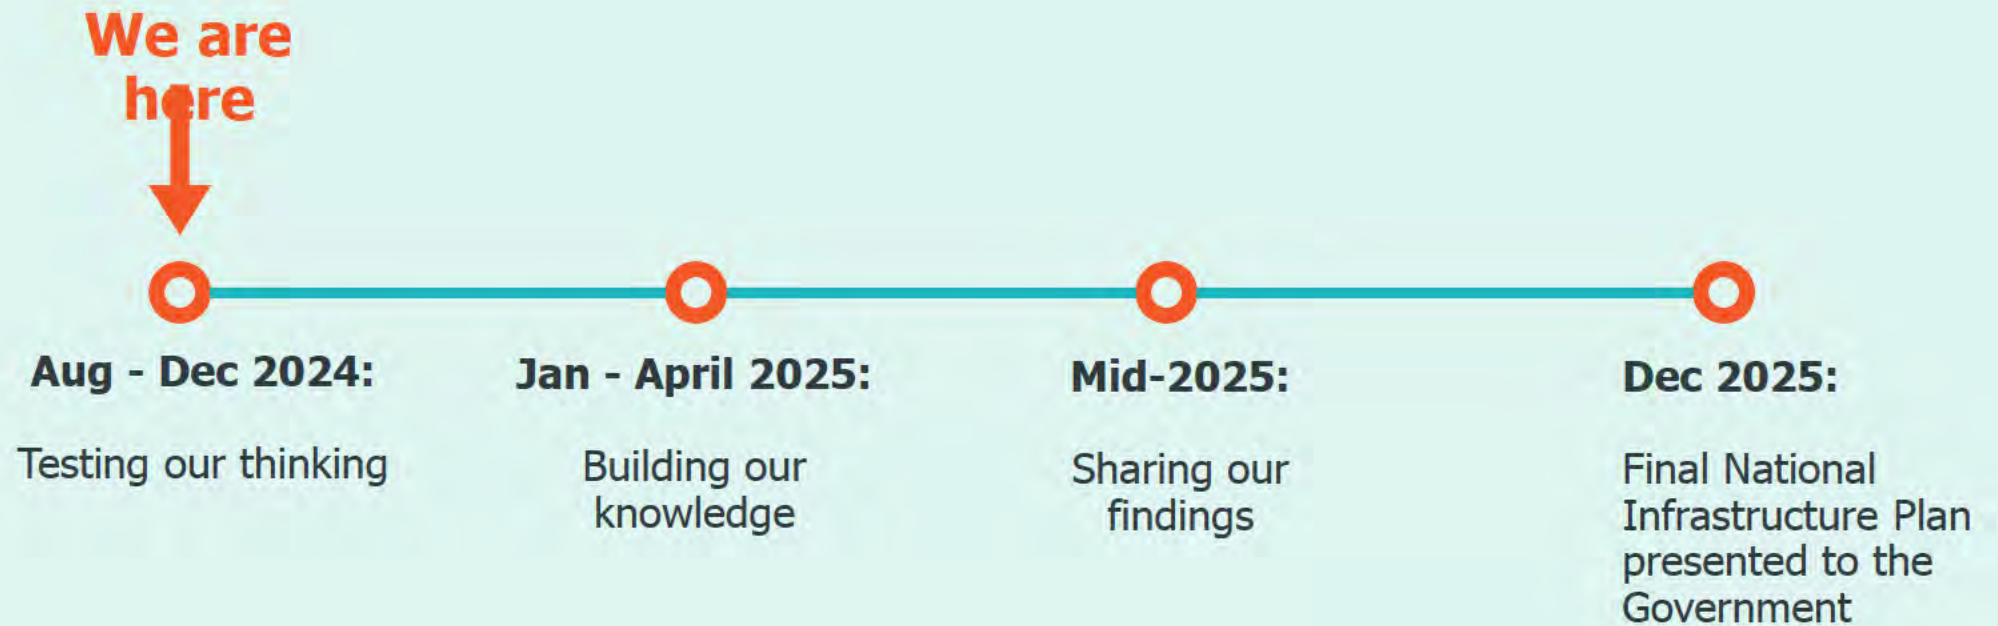 We are
here
Aug - Dec 2024:
Testing our thinking
Jan - April 2025:
Building our
knowledge
Mid-2025:
Sharing our
findings
Dec 2025:
Final National
Infrastructure Plan
presented to the
Government